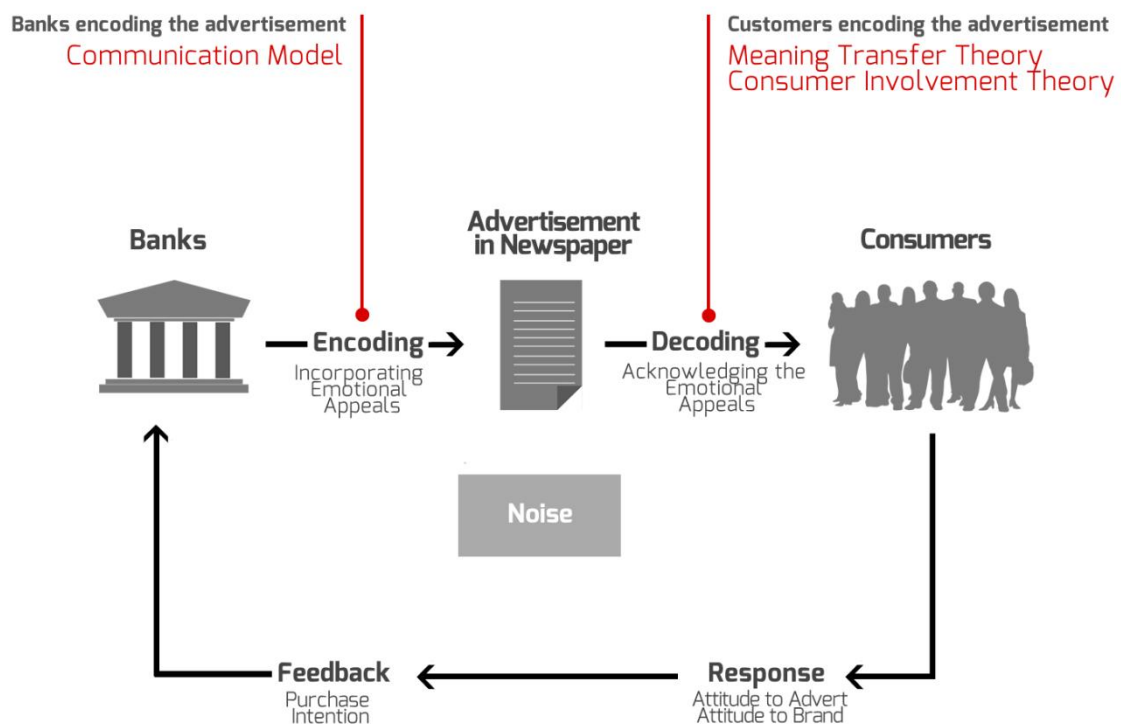 Banks encoding the advertisement
Communication Model
Customers encoding the advertisement
Meaning Transfer Theory
Consumer Involvement Theory
Banks
Advertisement
in Newspaper
Consumers
Encoding
Incorporating
Emotional
Appeals
Decoding
Acknowledging the
Emotional
Appeals
Noise
Feedback
Purchase
Intention
Response
Attitude to Advert
Attitude to Brand